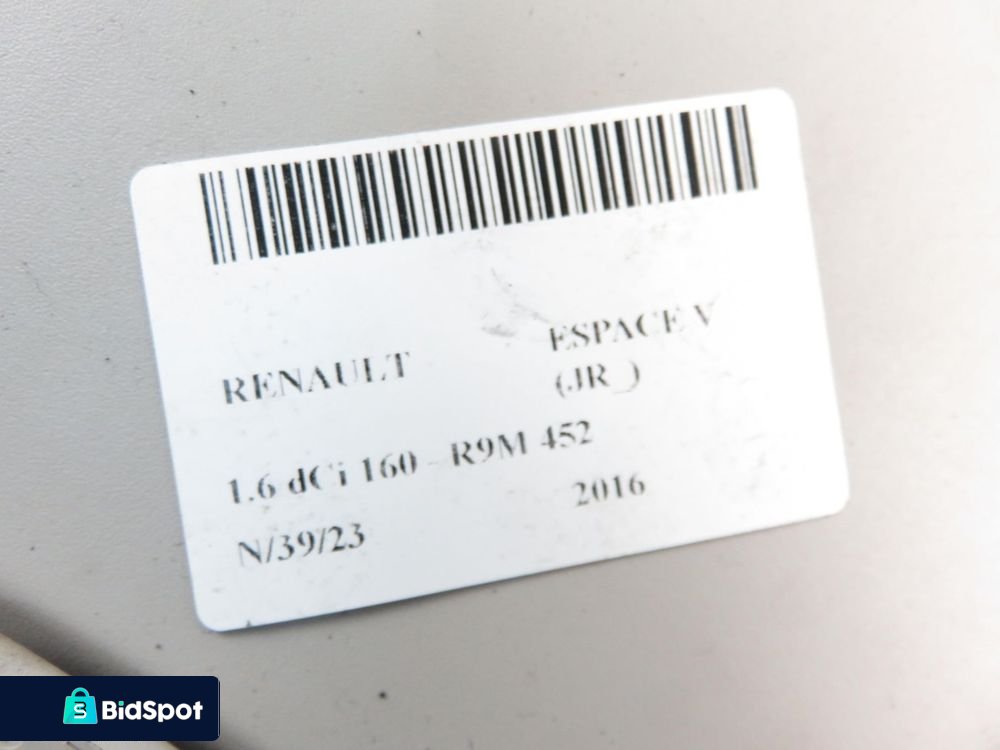 RENAULT
ESPACE V
(JR_)
1.6 dCi 160 - R9M 452
N/39/23
2016
BidSpot